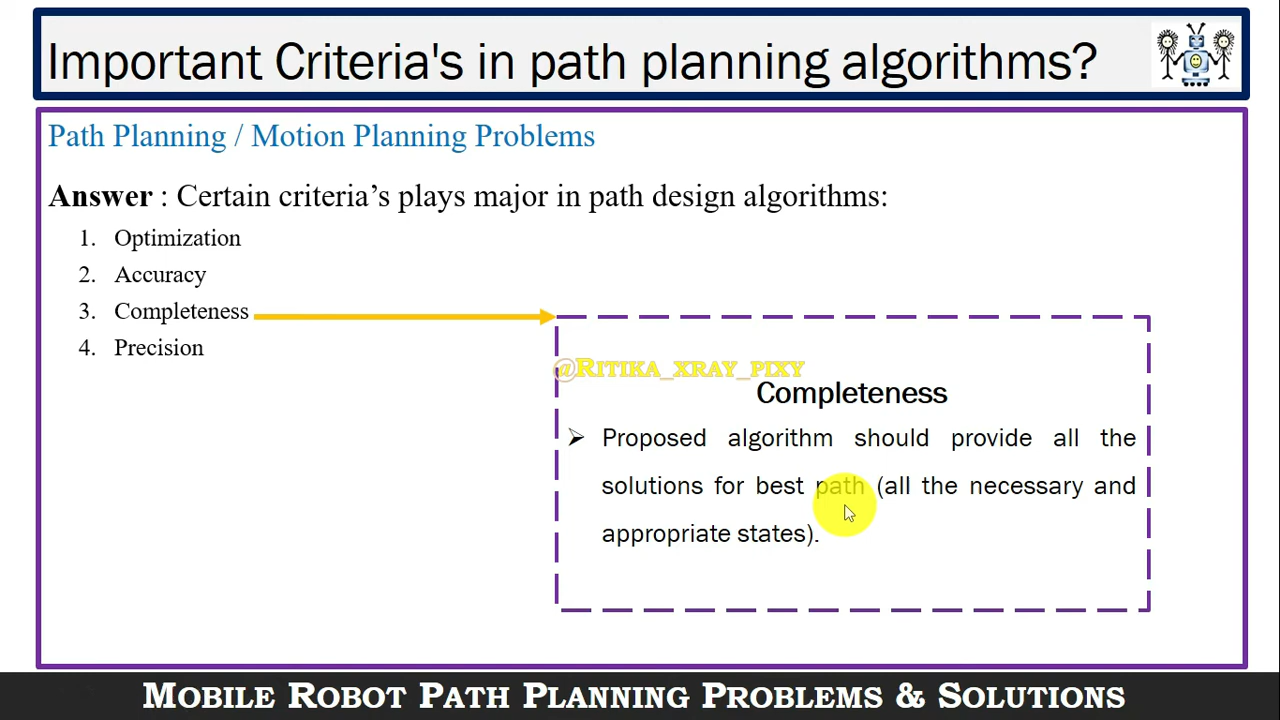 Important Criteria's in path planning algorithms?
Path Planning / Motion Planning Problems
Answer : Certain criteria’s plays major in path design algorithms:
1. Optimization
2. Accuracy
3. Completeness
4. Precision
@Ritika_xray_pixy
Completeness
➢ Proposed algorithm should provide all the
solutions for best path (all the necessary and
appropriate states).
Mobile Robot Path Planning Problems & Solutions